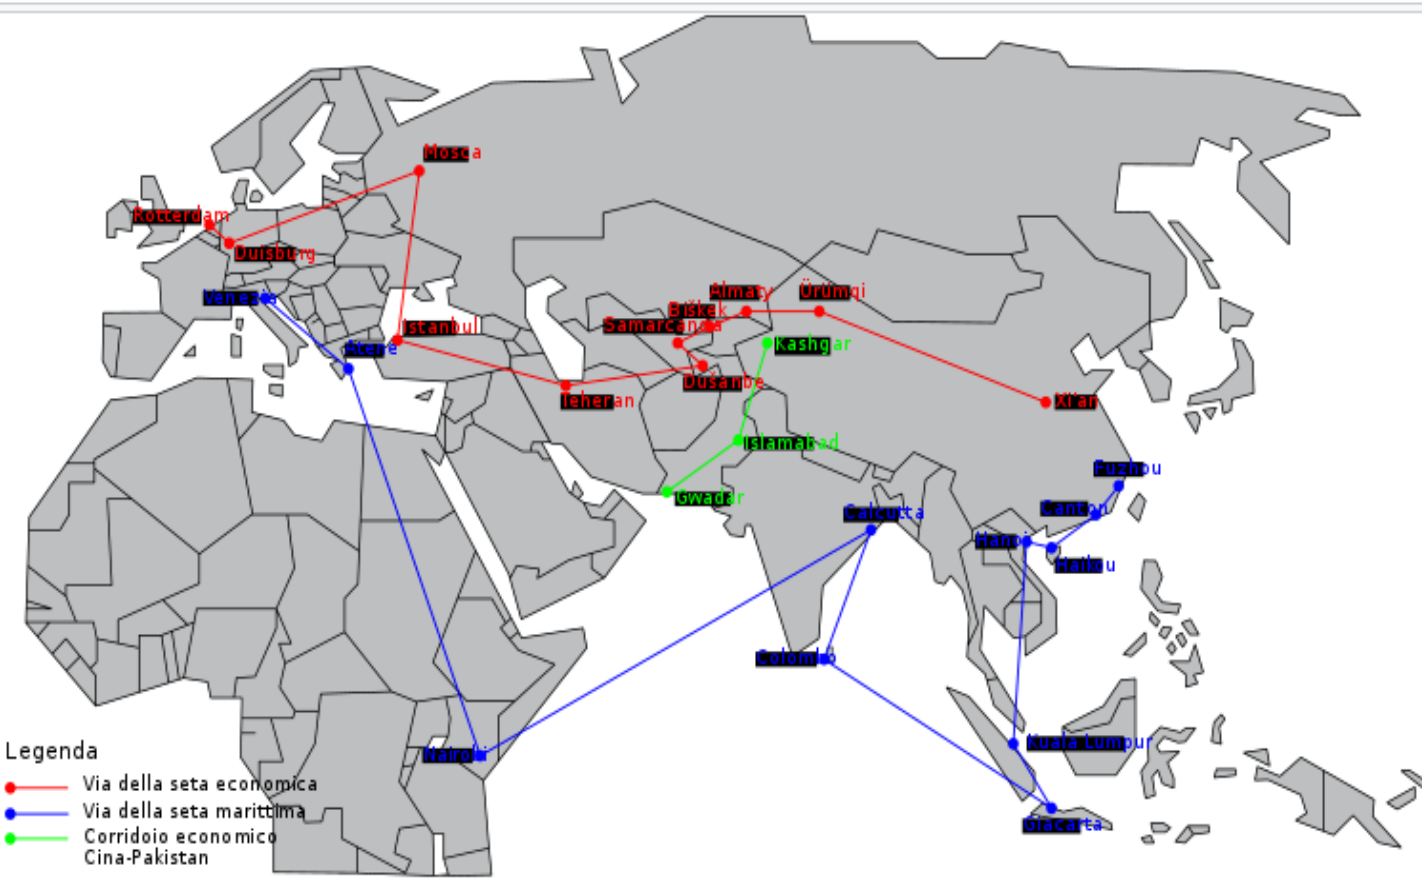 Mosca
Rotterdam
Duisburg
Venezia
Istanbul
Atene
Almaty
Ürümqi
Biškek
Samarcanda
Kashgar
Dušanbe
Teheran
Xi'an
Islamabad
Gwadar
Fuzhou
Calcutta
Canton
Hanoi
Haikou
Colombo
Nairobi
Kuala Lumpur
Giacarta
Legenda
Via della seta economica
Via della seta marittima
Corridoio economico
Cina-Pakistan